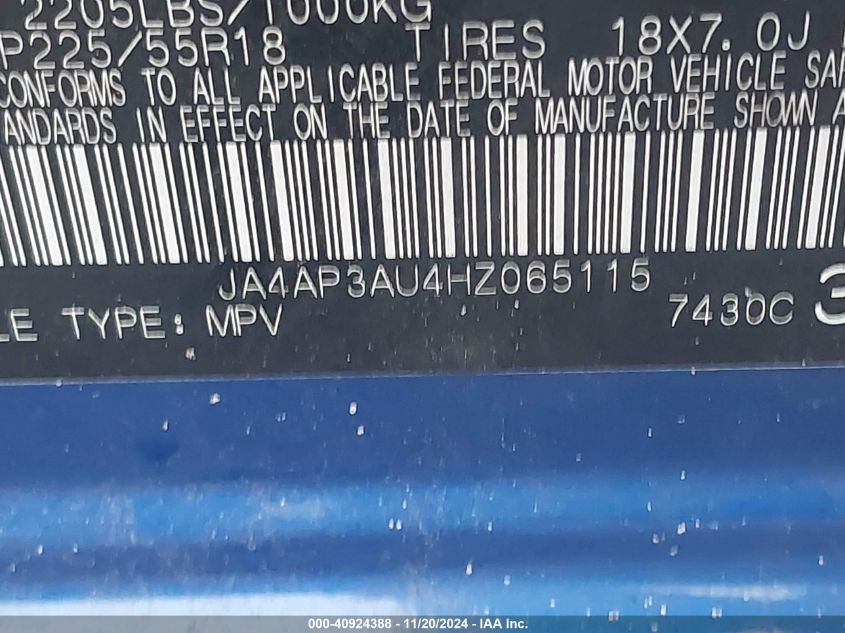 2205LBS/1000KG
P225/55R18 TIRES 18X7.0J
CONFORMS TO ALL APPLICABLE FEDERAL MOTOR VEHICLE
ANDARDS IN EFFECT ON THE DATE OF MANUFACTURE SHOWN A
JA4AP3AU4HZ065115
LE TYPE: MPV 7430C 3
000-40924388 - 11/20/2024 - IAA Inc.